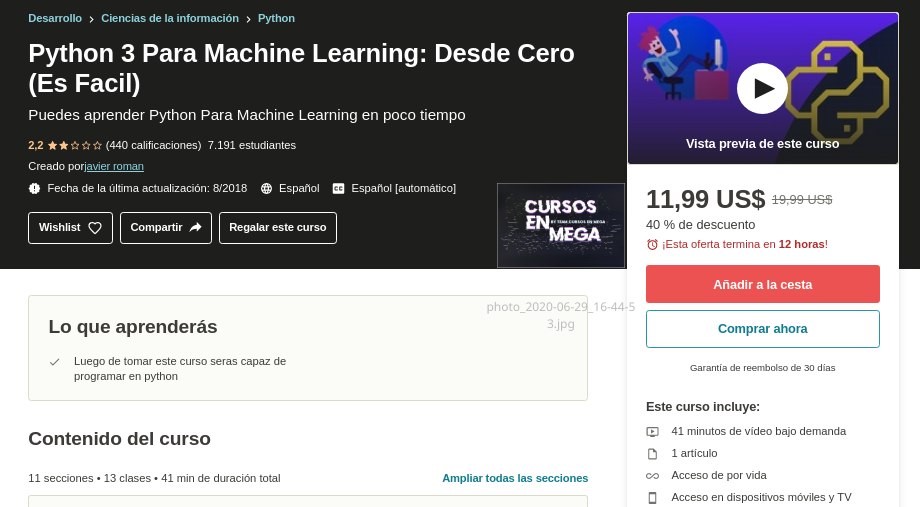 Desarrollo > Ciencias de la información > Python
Python 3 Para Machine Learning: Desde Cero
(Es Facil)
Puedes aprender Python Para Machine Learning en poco tiempo
2,2 (440 calificaciones) 7.191 estudiantes
Creado porjavier roman
Fecha de la última actualización: 8/2018 Español Español [automático]
Wishlist Compartir Regalar este curso
CURSOS
EN
MEGA
photo_2020-06-29_16-44-5
3.jpg
Lo que aprenderás
Luego de tomar este curso seras capaz de
programar en python
Contenido del curso
11 secciones • 13 clases • 41 min de duración total Ampliar todas las secciones
Vista previa de este curso
11,99 US$ 19,99 US$
40 % de descuento
¡Esta oferta termina en 12 horas!
Añadir a la cesta
Comprar ahora
Garantía de reembolso de 30 días
Este curso incluye:
41 minutos de vídeo bajo demanda
1 artículo
Acceso de por vida
Acceso en dispositivos móviles y TV